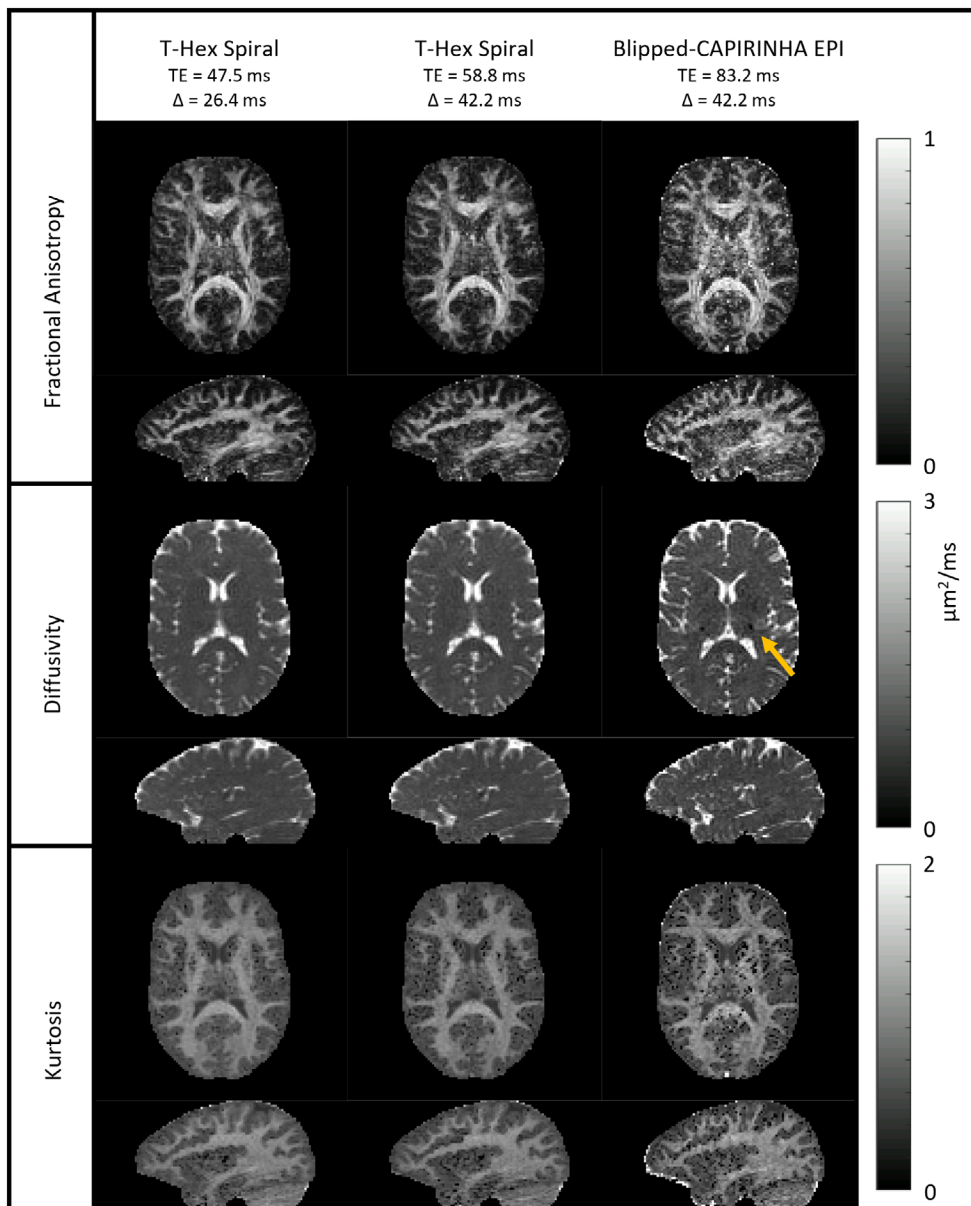 T-Hex Spiral
TE = 47.5 ms
Δ = 26.4 ms
T-Hex Spiral
TE = 58.8 ms
Δ = 42.2 ms
Blipped-CAPIRINHA EPI
TE = 83.2 ms
Δ = 42.2 ms
Fractional Anisotropy
1
0
Diffusivity
3
µm²/ms
0
Kurtosis
2
0